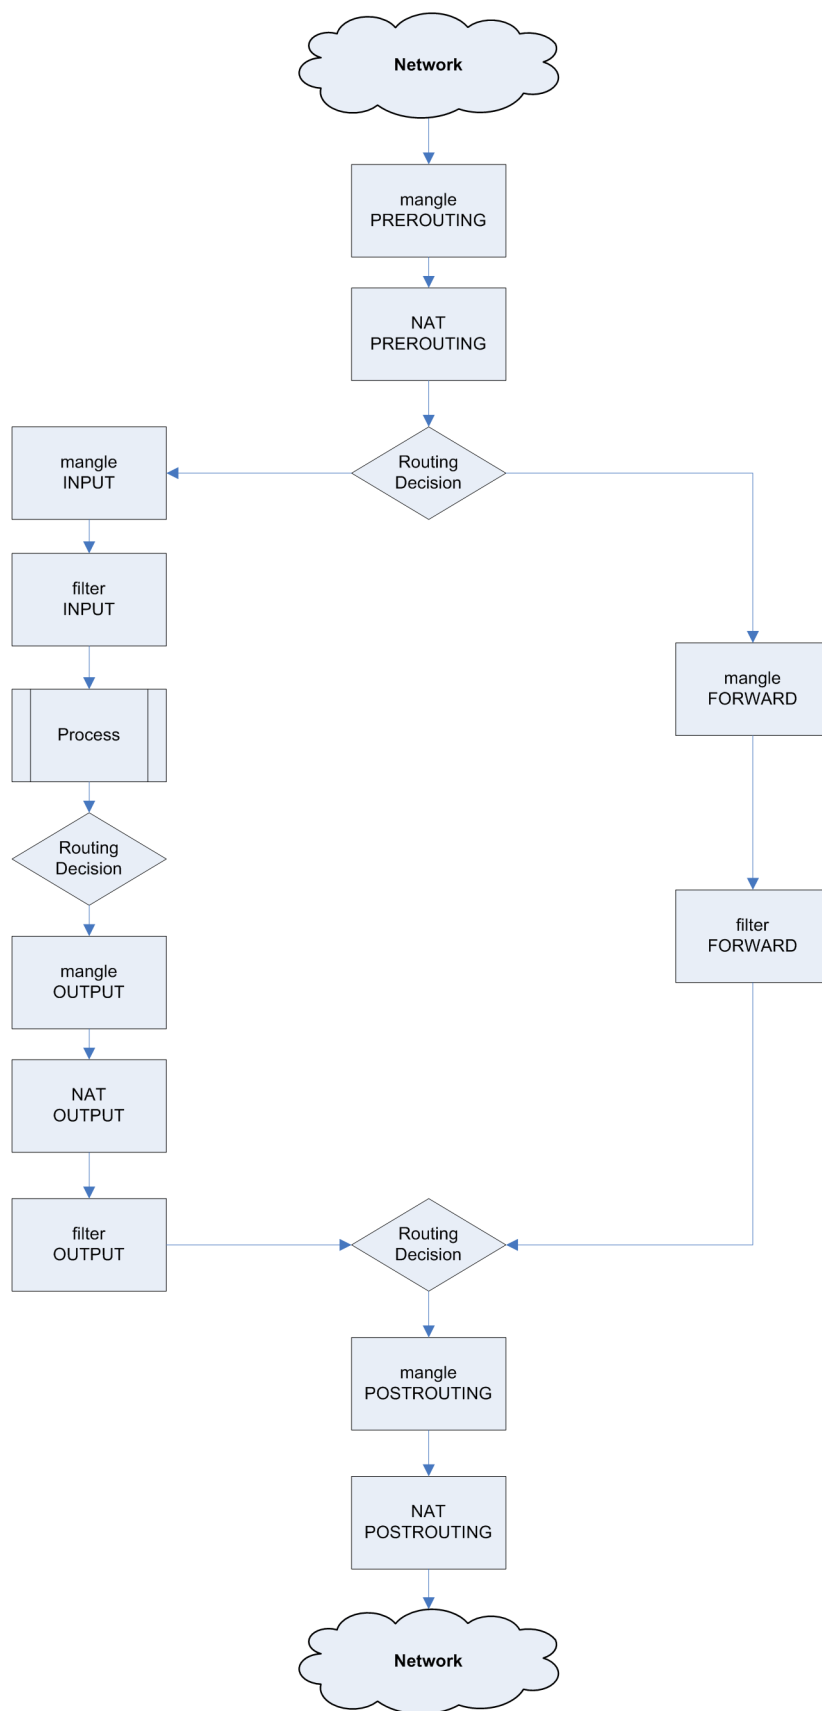 Network
mangle
PREROUTING
NAT
PREROUTING
Routing
Decision
mangle
INPUT
filter
INPUT
Process
Routing
Decision
mangle
OUTPUT
NAT
OUTPUT
filter
OUTPUT
mangle
FORWARD
filter
FORWARD
Routing
Decision
mangle
POSTROUTING
NAT
POSTROUTING
Network